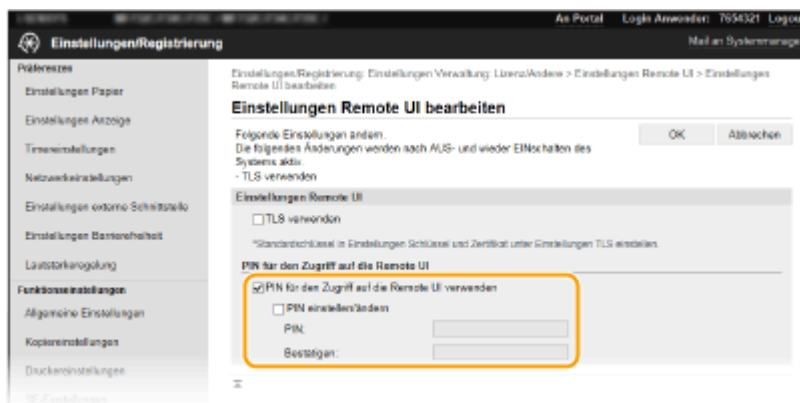 An Portal Login Anwender: 7654321 Logou
Einstellungen/Registrierung
Mail an Systemmanage
Präferenzen
Einstellungen Papier
Einstellungen Anzeige
Timereinstellungen
Netzwerkeinstellungen
Einstellungen externe Schnittstelle
Einstellungen Barrierefreiheit
Lautstärkeregelung
Funktionseinstellungen
Allgemeine Einstellungen
Kopiereinstellungen
Druckereinstellungen
Einstellungen/Registrierung: Einstellungen Verwaltung: Lizenz/Andere > Einstellungen Remote UI > Einstellungen
Remote UI bearbeiten
Einstellungen Remote UI bearbeiten
Folgende Einstellungen ändern.
Die folgenden Änderungen werden nach AUS- und wieder EINschalten des
Systems aktiv.
- TLS verwenden
OK Abbrechen
Einstellungen Remote UI
TLS verwenden
*Standardschlüssel in Einstellungen Schlüssel und Zertifikat unter Einstellungen TLS einstellen.
PIN für den Zugriff auf die Remote UI
PIN für den Zugriff auf die Remote UI verwenden
PIN einstellen/ändern
PIN:
Bestätigen: